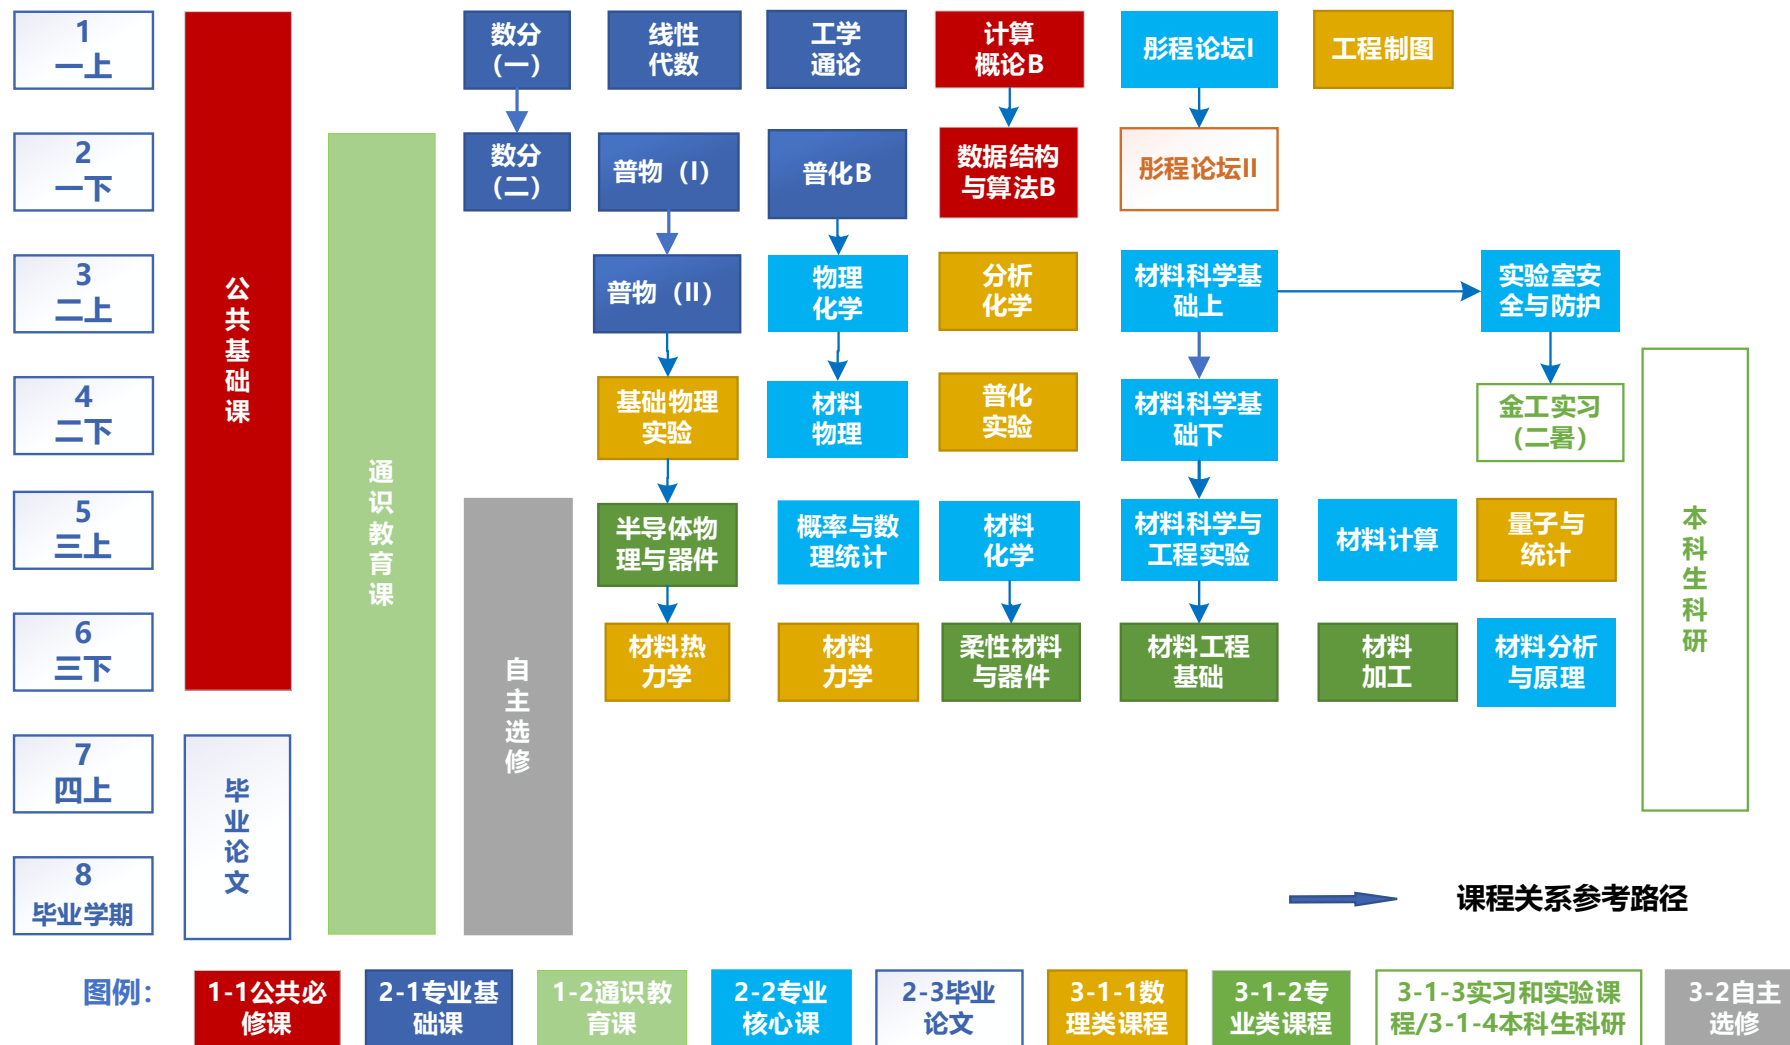 1
一上
数分
（一）
线性
代数
工学
通论
计算
概论B
彤程论坛I
工程制图
2
一下
数分
（二）
普物（I）
普化B
数据结构
与算法B
彤程论坛II
3
二上
普物（II）
物理
化学
分析
化学
材料科学基
础上
实验室安
全与防护
4
二下
基础物理
实验
材料
物理
普化
实验
材料科学基
础下
金工实习
（二暑）
5
三上
半导体物
理与器件
概率与数
理统计
材料
化学
材料科学与
工程实验
材料计算
量子与
统计
6
三下
材料热
力学
材料
力学
柔性材料
与器件
材料工程
基础
材料
加工
材料分析
与原理
7
四上
8
毕业学期
公共基础课
毕业论文
通识教育课
自主选修
本科生科研
课程关系参考路径
图例：
1-1公共必
修课
2-1专业基
础课
1-2通识教
育课
2-2专业
核心课
2-3毕业
论文
3-1-1数
理类课程
3-1-2专
业类课程
3-1-3实习和实验课
程/3-1-4本科生科研
3-2自主
选修